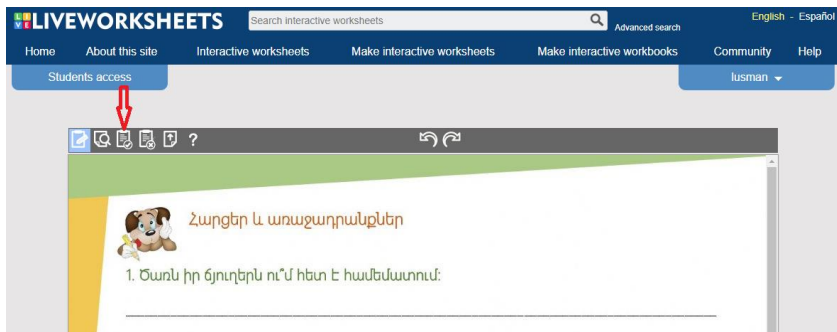 LIVEWORKSHEETS
Search interactive worksheets
Advanced search
English - Español
Home About this site Interactive worksheets Make interactive worksheets Make interactive workbooks Community Help
Students access
lusman
?
Հարցեր և առաջադրանքներ
1. Ծառն իր ճյուղերն ու՞մ հետ է համեմատում: